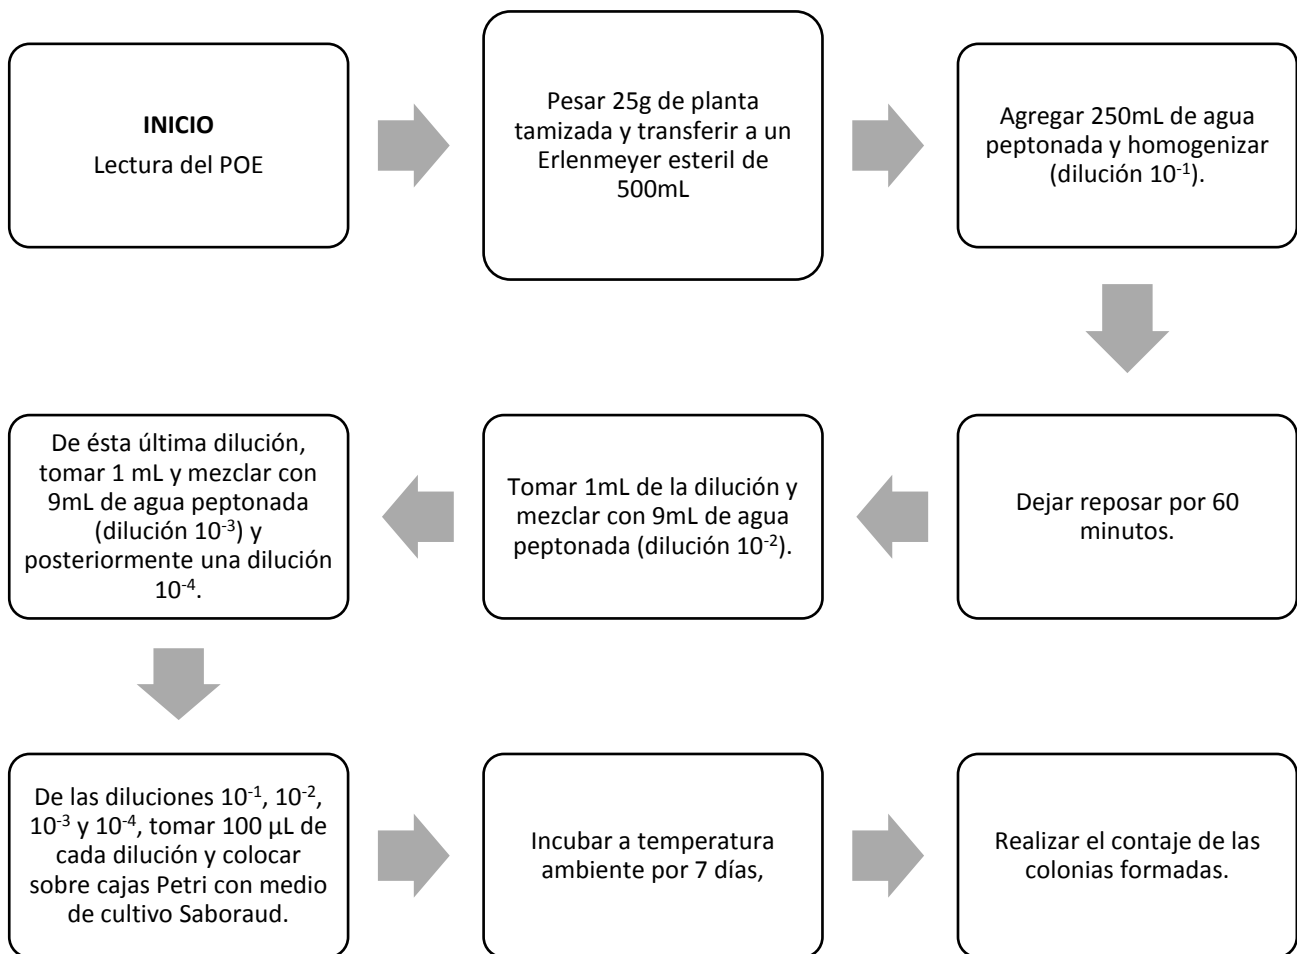 INICIO
Lectura del POE
Pesar 25g de planta
tamizada y transferir a un
Erlenmeyer esteril de
500mL
Agregar 250mL de agua
peptonada y homogenizar
(dilución 10⁻¹).
Dejar reposar por 60
minutos.
Tomar 1mL de la dilución y
mezclar con 9mL de agua
peptonada (dilución 10⁻²).
De ésta última dilución,
tomar 1 mL y mezclar con
9mL de agua peptonada
(dilución 10⁻³) y
posteriormente una dilución
10⁻⁴.
De las diluciones 10⁻¹, 10⁻²,
10⁻³ y 10⁻⁴, tomar 100 µL de
cada dilución y colocar
sobre cajas Petri con medio
de cultivo Saboraud.
Incubar a temperatura
ambiente por 7 días,
Realizar el contaje de las
colonias formadas.